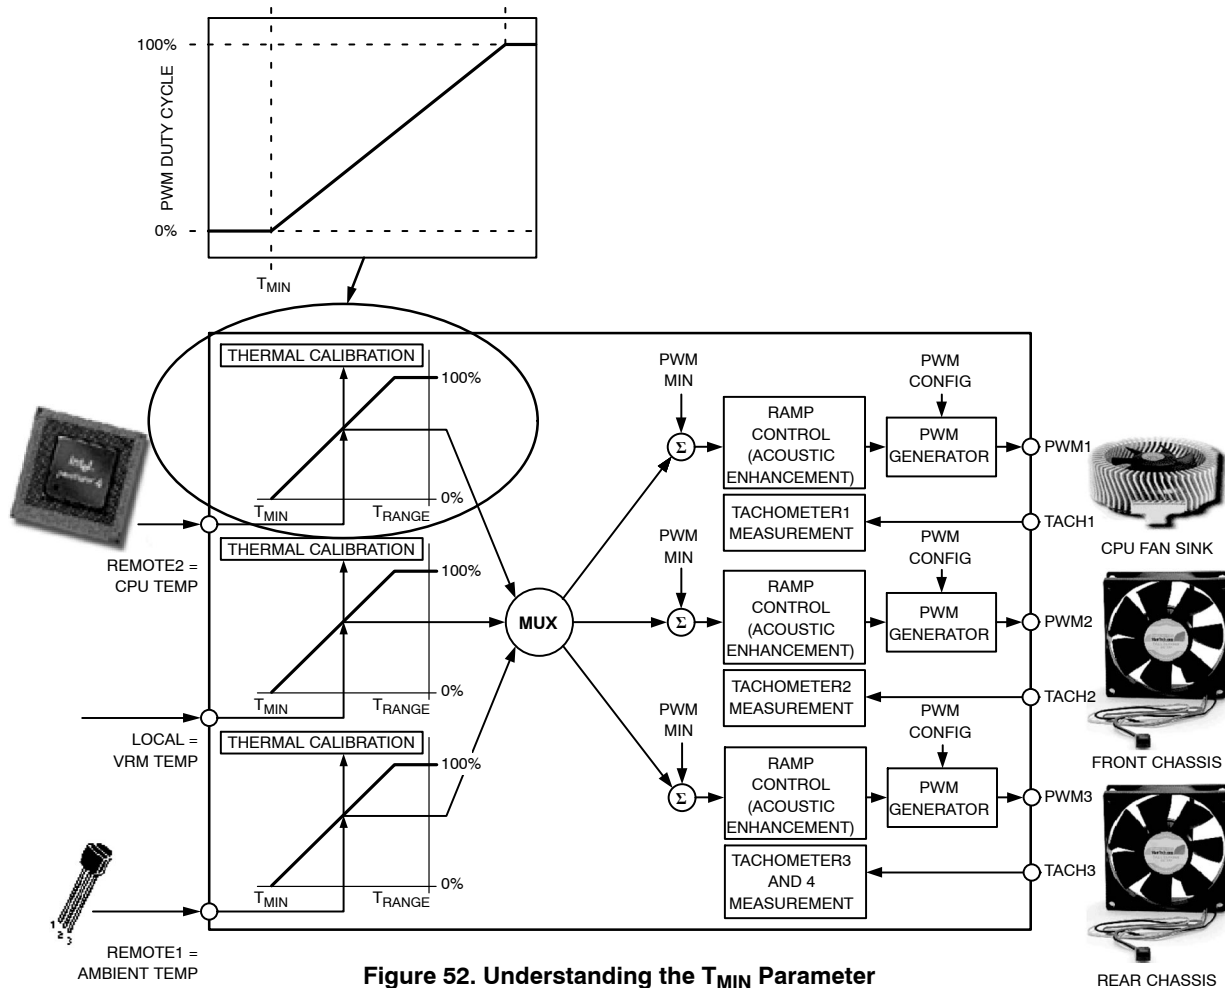 100%
PWM DUTY CYCLE
0%
TMIN
THERMAL CALIBRATION
100%
0%
TMIN
TRANGE
REMOTE2 =
CPU TEMP
THERMAL CALIBRATION
100%
0%
TMIN
TRANGE
LOCAL =
VRM TEMP
THERMAL CALIBRATION
100%
0%
TMIN
TRANGE
1
2
3
REMOTE1 =
AMBIENT TEMP
MUX
PWM
MIN
Σ
RAMP
CONTROL
(ACOUSTIC
ENHANCEMENT)
PWM
CONFIG
PWM
GENERATOR
PWM1
TACHOMETER1
MEASUREMENT
TACH1
CPU FAN SINK
PWM
MIN
Σ
RAMP
CONTROL
(ACOUSTIC
ENHANCEMENT)
PWM
CONFIG
PWM
GENERATOR
PWM2
TACHOMETER2
MEASUREMENT
TACH2
FRONT CHASSIS
PWM
MIN
Σ
RAMP
CONTROL
(ACOUSTIC
ENHANCEMENT)
PWM
CONFIG
PWM
GENERATOR
PWM3
TACHOMETER3
AND 4
MEASUREMENT
TACH3
REAR CHASSIS
Figure 52. Understanding the TMIN Parameter